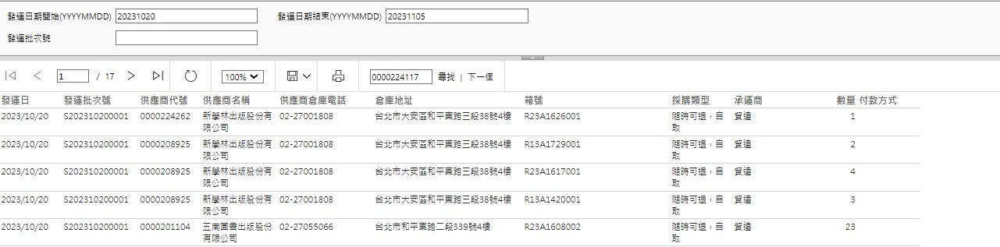 發運日期開始(YYYYMMDD) 20231020 發運日期結束(YYYYMMDD) 20231105
發運批次號
1 / 17 100% 0000224117 尋找 | 下一個
發運日 發運批次號 供應商代號 供應商名稱 供應商倉庫電話 倉庫地址 箱號 採購類型 承運商 數量 付款方式
2023/10/20 S202310200001 0000224262 新學林出版股份有 02-27001808 台北市大安區和平東路三段38號4樓 R23A1626001 隨時可退，自 貿遠 1
限公司 取
2023/10/20 S202310200001 0000208925 新學林出版股份有 02-27001808 台北市大安區和平東路三段38號4樓 R13A1729001 隨時可退，自 貿遠 2
限公司 取
2023/10/20 S202310200001 0000208925 新學林出版股份有 02-27001808 台北市大安區和平東路三段38號4樓 R23A1617001 隨時可退，自 貿遠 4
限公司 取
2023/10/20 S202310200001 0000208925 新學林出版股份有 02-27001808 台北市大安區和平東路三段38號4樓 R13A1420001 隨時可退，自 貿遠 3
限公司 取
2023/10/20 S202310200001 0000201104 五南圖書出版股份 02-27055066 台北市和平東路二段339號4樓 R23A1608002 隨時可退，自 貿遠 23
有限公司 取